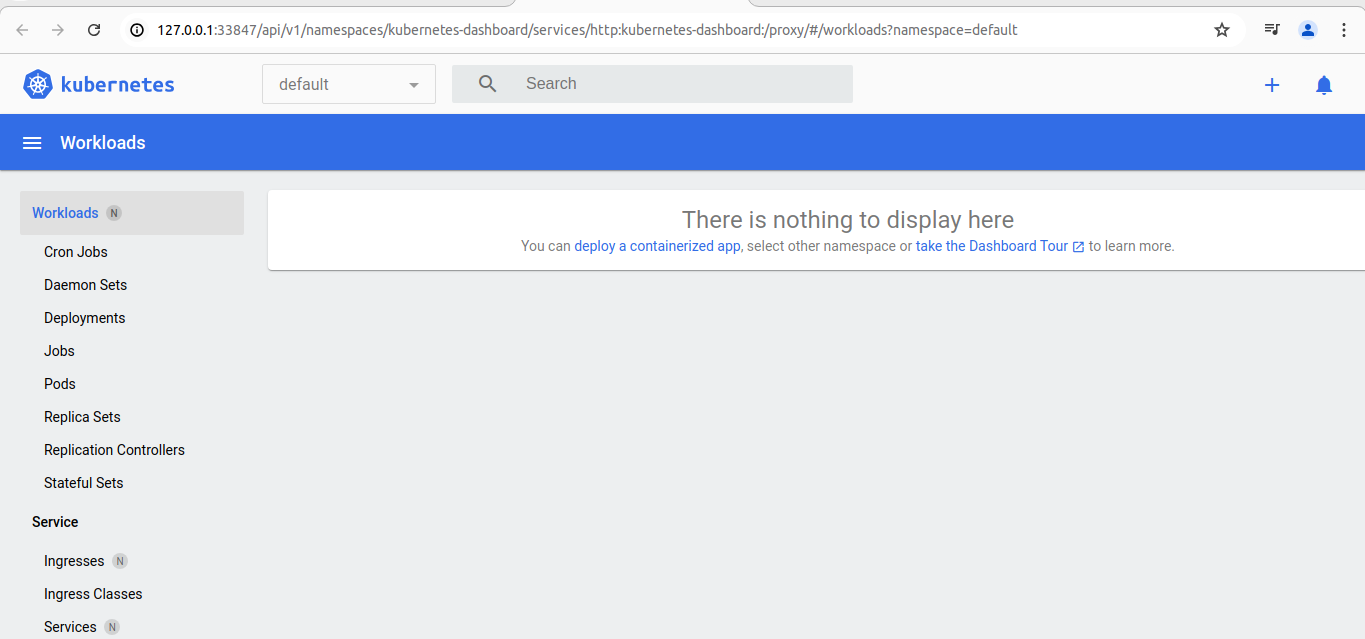 127.0.0.1:33847/api/v1/namespaces/kubernetes-dashboard/services/http:kubernetes-dashboard:/proxy/#/workloads?namespace=default
kubernetes
default
Search
Workloads
Workloads N
Cron Jobs
Daemon Sets
Deployments
Jobs
Pods
Replica Sets
Replication Controllers
Stateful Sets
Service
Ingresses N
Ingress Classes
Services N
There is nothing to display here
You can deploy a containerized app, select other namespace or take the Dashboard Tour to learn more.